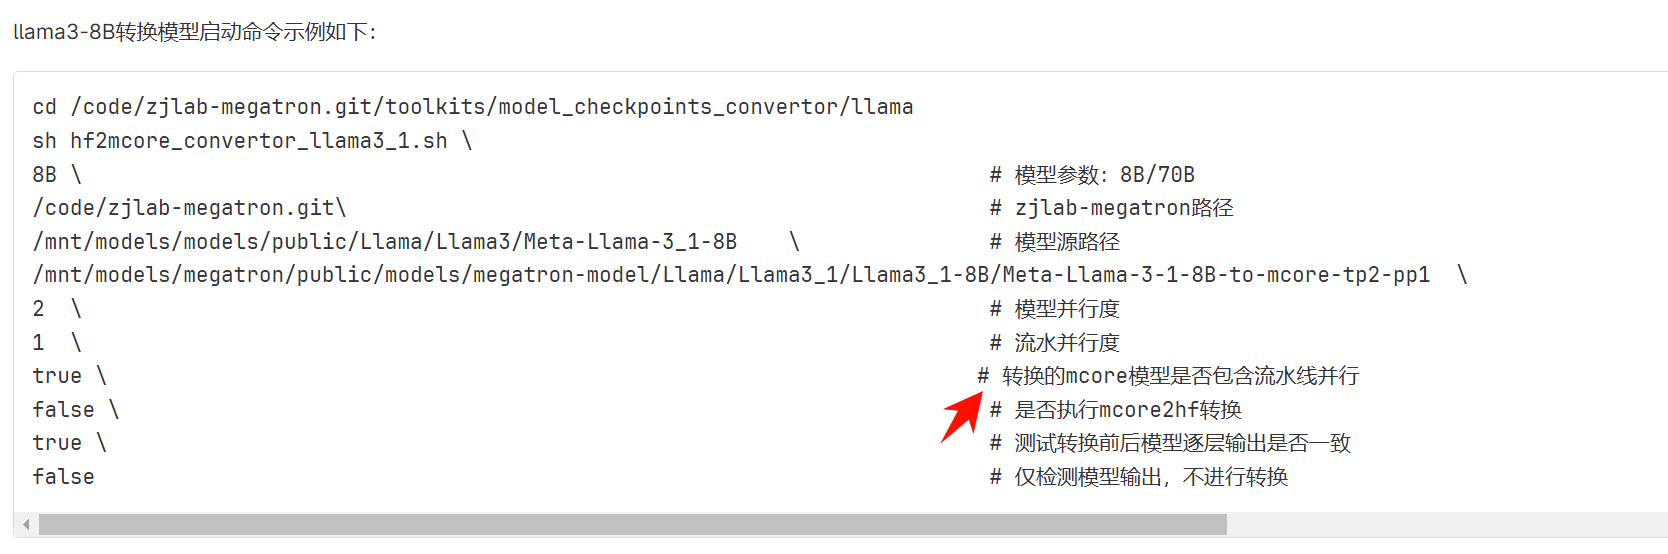 llama3-8B转换模型启动命令示例如下：
cd /code/zjlab-megatron.git/toolkits/model_checkpoints_convertor/llama
sh hf2mcore_convertor_llama3_1.sh \
8B \ # 模型参数：8B/70B
/code/zjlab-megatron.git\ # zjlab-megatron路径
/mnt/models/models/public/Llama/Llama3/Meta-Llama-3_1-8B \ # 模型源路径
/mnt/models/megatron/public/models/megatron-model/Llama/Llama3_1/Llama3_1-8B/Meta-Llama-3-1-8B-to-mcore-tp2-pp1 \
2 \ # 模型并行度
1 \ # 流水并行度
true \ # 转换的mcore模型是否包含流水线并行
false \ # 是否执行mcore2hf转换
true \ # 测试转换前后模型逐层输出是否一致
false # 仅检测模型输出，不进行转换